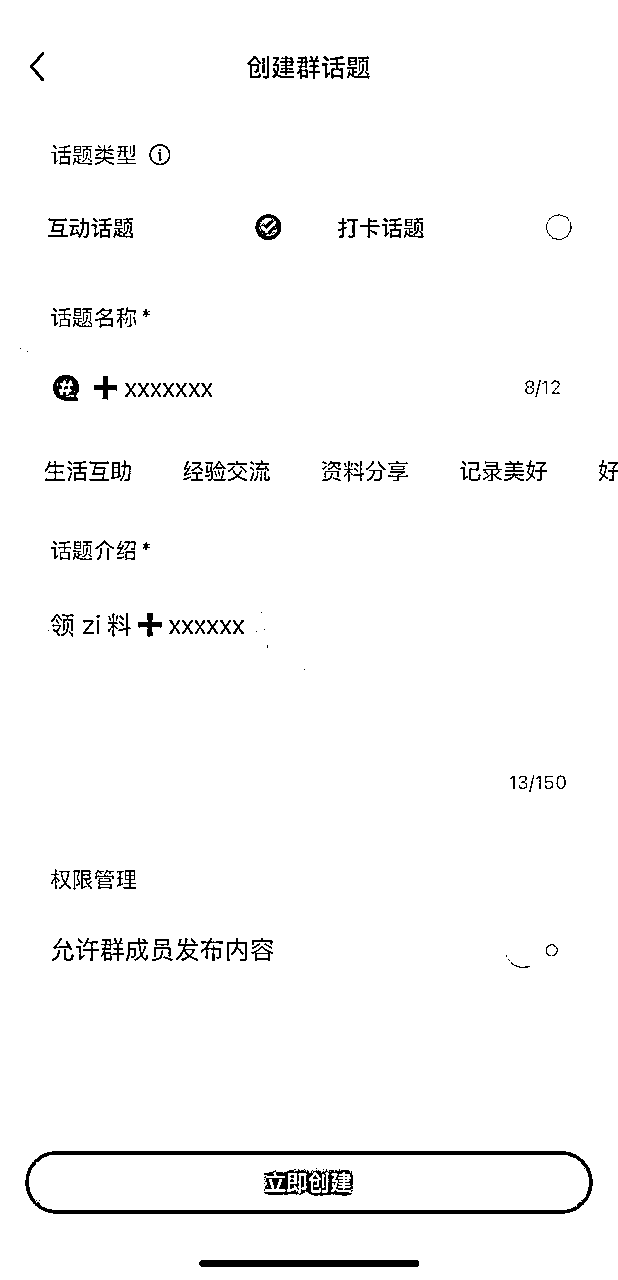 创建群话题
话题类型
互动话题 打卡话题
话题名称*
# ➕xxxxxxx 8/12
生活互助 经验交流 资料分享 记录美好 好
话题介绍*
领 zi 料➕xxxxxx
13/150
权限管理
允许群成员发布内容
立即创建